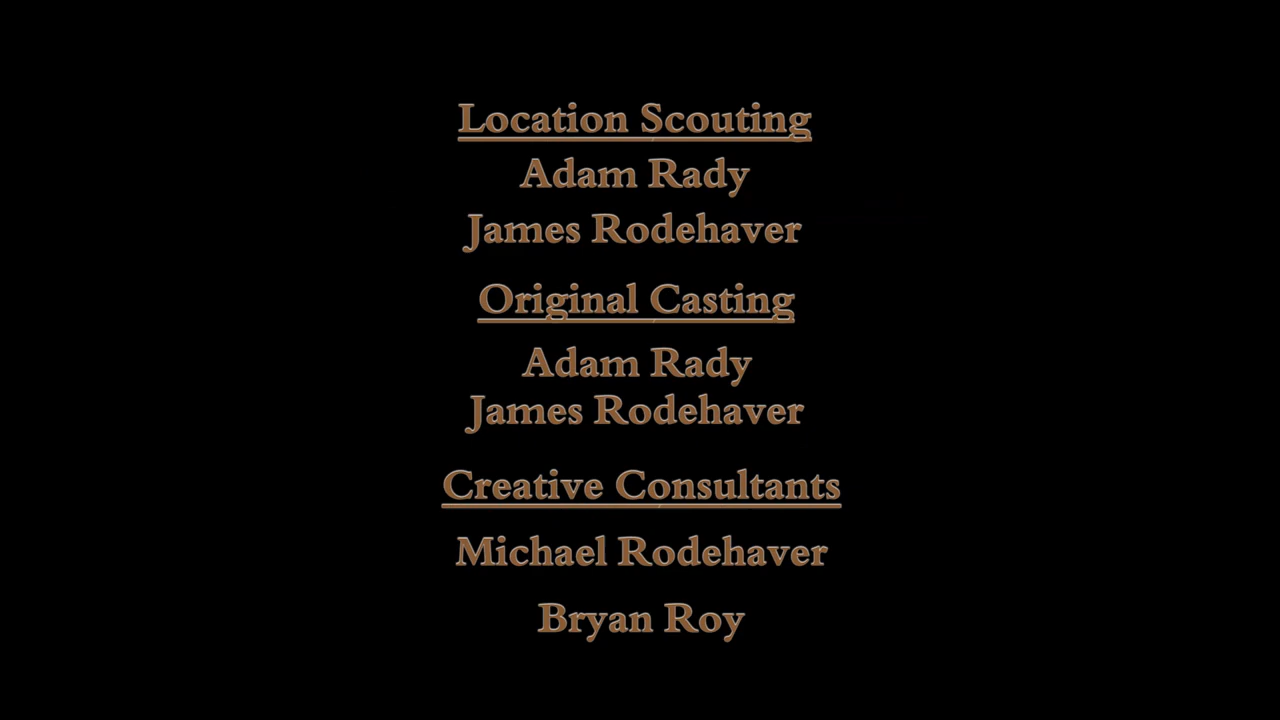 Location Scouting
Adam Rady
James Rodehaver
Original Casting
Adam Rady
James Rodehaver
Creative Consultants
Michael Rodehaver
Bryan Roy